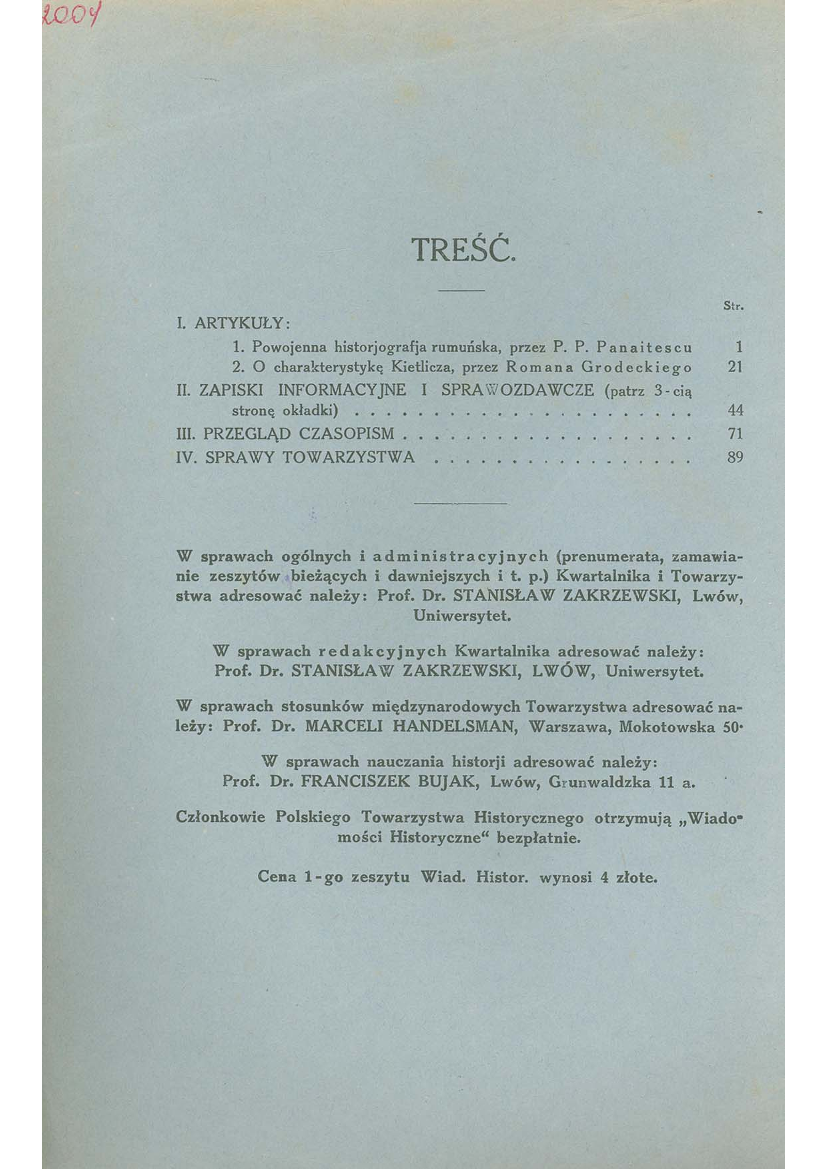 2004
TREŚĆ.
Str.
I. ARTYKUŁY:
1. Powojenna historjografja rumuńska, przez P. P. Panaitescu 1
2. O charakterystykę Kietlicza, przez Romana Grodeckiego 21
II. ZAPISKI INFORMACYJNE I SPRAWOZDAWCZE (patrz 3-cią
stronę okładki) . . . . . . . . . . . . . . . . . . . . . . 44
III. PRZEGLĄD CZASOPISM . . . . . . . . . . . . . . . . . . . 71
IV. SPRAWY TOWARZYSTWA . . . . . . . . . . . . . . . . . 89
W sprawach ogólnych i administracyjnych (prenumerata, zamawia-
nie zeszytów bieżących i dawniejszych i t. p.) Kwartalnika i Towarzy-
stwa adresować należy: Prof. Dr. STANISŁAW ZAKRZEWSKI, Lwów,
Uniwersytet.
W sprawach redakcyjnych Kwartalnika adresować należy:
Prof. Dr. STANISŁAW ZAKRZEWSKI, LWÓW, Uniwersytet.
W sprawach stosunków międzynarodowych Towarzystwa adresować na-
leży: Prof. Dr. MARCELI HANDELSMAN, Warszawa, Mokotowska 50·
W sprawach nauczania historji adresować należy:
Prof. Dr. FRANCISZEK BUJAK, Lwów, Grunwaldzka 11 a.
Członkowie Polskiego Towarzystwa Historycznego otrzymują „Wiado-
mości Historyczne“ bezpłatnie.
Cena 1-go zeszytu Wiad. Histor. wynosi 4 złote.